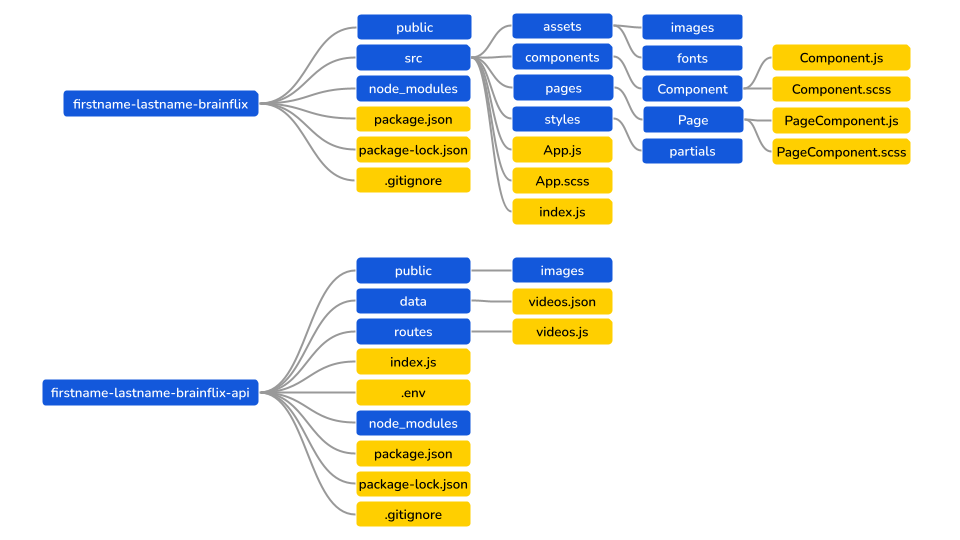 firstname-lastname-brainflix
public
src
node_modules
package.json
package-lock.json
.gitignore
assets
components
pages
styles
App.js
App.scss
index.js
images
fonts
Component
Page
partials
Component.js
Component.scss
PageComponent.js
PageComponent.scss
firstname-lastname-brainflix-api
public
data
routes
index.js
.env
node_modules
package.json
package-lock.json
.gitignore
images
videos.json
videos.js